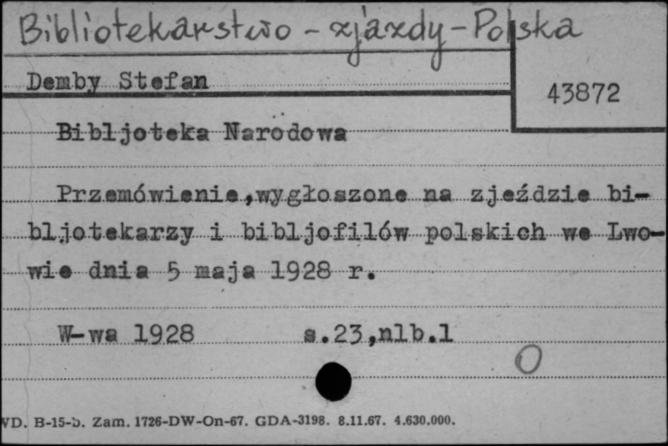 Bibliotekarstwo - zjazdy - Polska
Demby Stefan
43872
Bibljoteka Narodowa
Przemówienie,wygłoszone na zjeździe bi-
bljotekarzy i bibljofilów polskich we Lwo-
wie dnia 5 maja 1928 r.
W-wa 1928 s.23,nlb.1
O
WD. B-15-b. Zam. 1726-DW-On-67. GDA-3198. 8.11.67. 4.630.000.